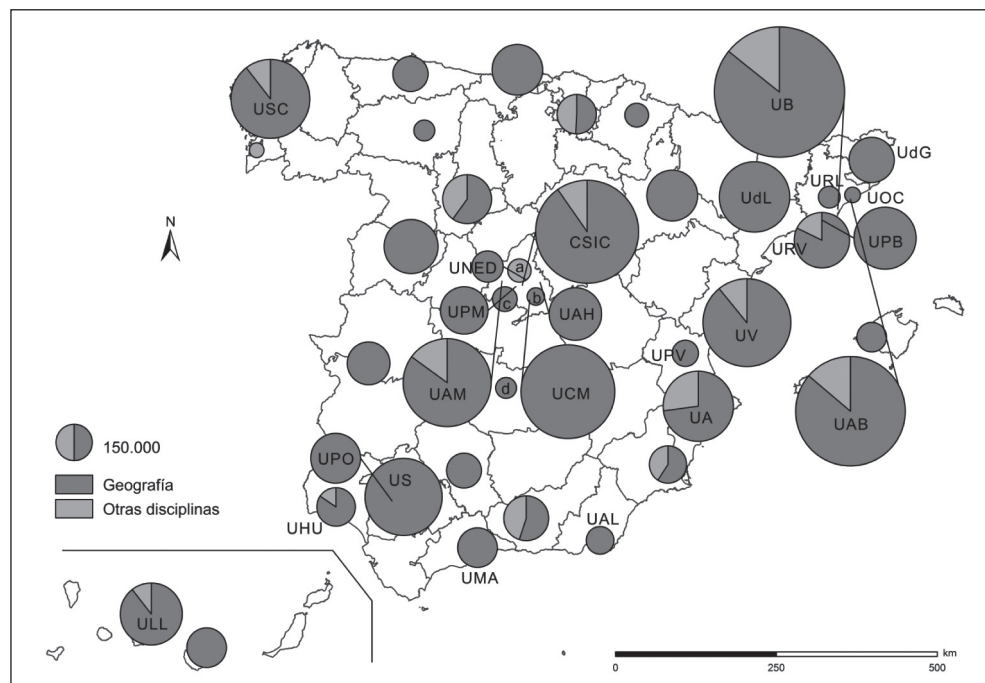 USC
UB
UdG
URL
UOC
UdL
CSIC
URV
UPB
UNED
a
c
b
UPM
UAH
UV
UPV
UAM
d
UCM
UA
UAB
N
150.000
Geografía
Otras disciplinas
UPO
US
UHU
UAL
UMA
ULL
km
0
250
500